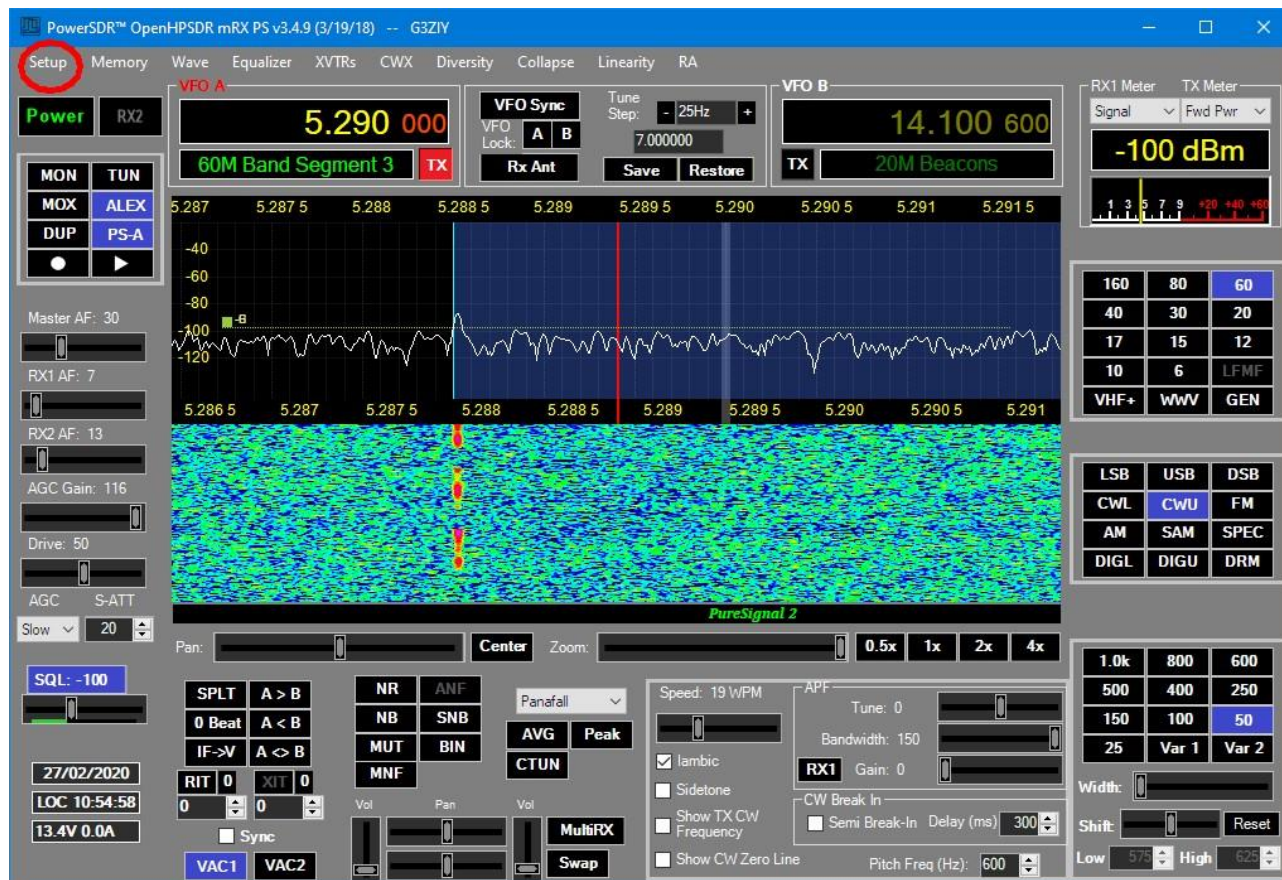 PowerSDR™ OpenHPSDR mRX PS v3.4.9 (3/19/18) -- G3ZIY
Setup Memory Wave Equalizer XVTRs CWX Diversity Collapse Linearity RA
Power RX2
MON TUN
MOX ALEX
DUP PS-A
Master AF: 30
RX1 AF: 7
RX2 AF: 13
AGC Gain: 116
Drive: 50
AGC S-ATT
Slow 20
SQL: -100
27/02/2020
LOC 10:54:58
13.4V 0.0A
VFO A
5.290 000
60M Band Segment 3 TX
VFO Sync
VFO Lock: A B
Rx Ant
Tune Step: - 25Hz +
7.000000
Save Restore
VFO B
14.100 600
TX 20M Beacons
RX1 Meter TX Meter
Signal Fwd Pwr
-100 dBm
1 3 5 7 9 +20 +40 +60
5.287 5.287 5 5.288 5.288 5 5.289 5.289 5 5.290 5.290 5 5.291 5.291 5
-40
-60
-80
-100
-120
-8
5.286 5 5.287 5.287 5 5.288 5.288 5 5.289 5.289 5 5.290 5.290 5 5.291
PureSignal 2
Pan: Center Zoom: 0.5x 1x 2x 4x
160 80 60
40 30 20
17 15 12
10 6 LFMF
VHF+ WWV GEN
LSB USB DSB
CWL CWU FM
AM SAM SPEC
DIGL DIGU DRM
1.0k 800 600
500 400 250
150 100 50
25 Var 1 Var 2
Width:
Shift: Reset
Low 575 High 625
SPLT A > B
0 Beat A < B
IF->V A <> B
RIT 0 XIT 0
0 0
Sync
VAC1 VAC2
NR ANF
NB SNB
MUT BIN
MNF
Panafall
AVG Peak
CTUN
Vol Pan Vol
MultiRX
Swap
Speed: 19 WPM
Iambic
Sidetone
Show TX CW
Frequency
Show CW Zero Line
APF
Tune: 0
Bandwidth: 150
RX1 Gain: 0
CW Break In
Semi Break-In Delay (ms) 300
Pitch Freq (Hz): 600